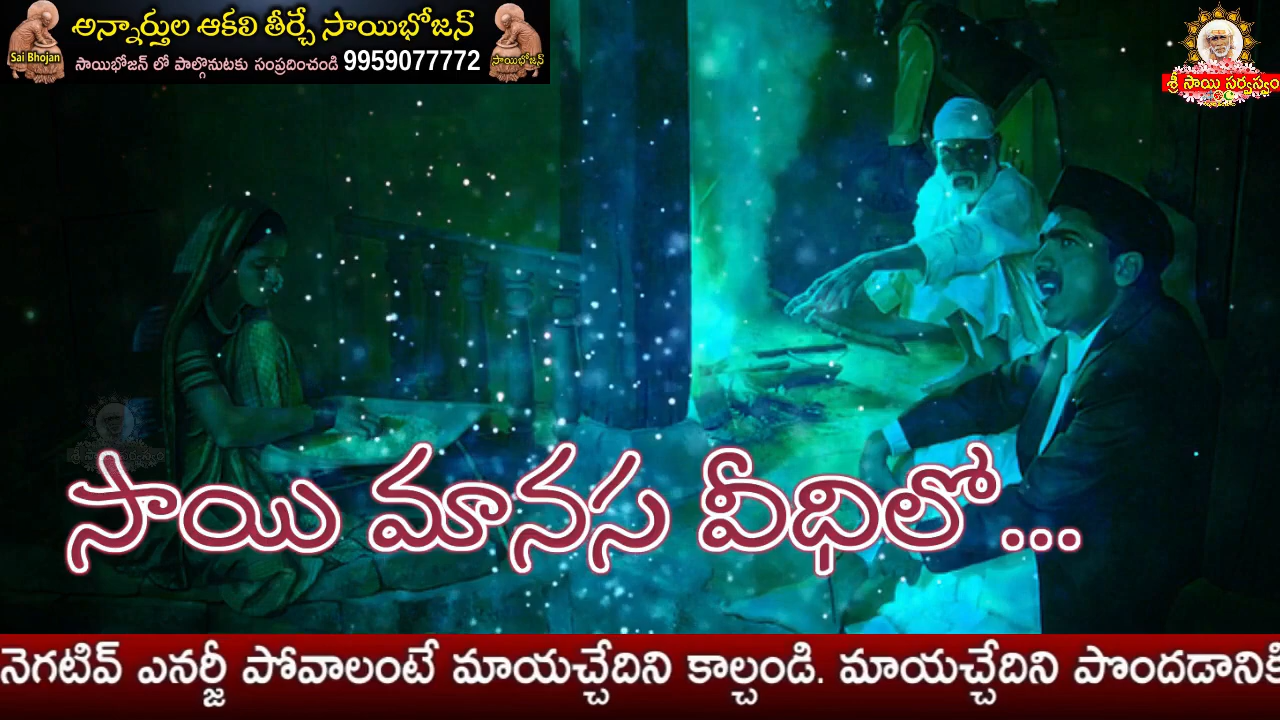 అన్నార్తుల ఆకలి తీర్చే సాయిభోజన్
Sai Bhojan
సాయిభోజన్ లో పాల్గొనుటకు సంప్రదించండి 9959077772
సాయిభోజన్
శ్రీ సాయి సర్వస్వం
సాయి మానస వీధిలో...
నెగటివ్ ఎనర్జీ పోవాలంటే మాయచ్చేదిని కాల్చండి. మాయచ్చేదిని పొందడానికి